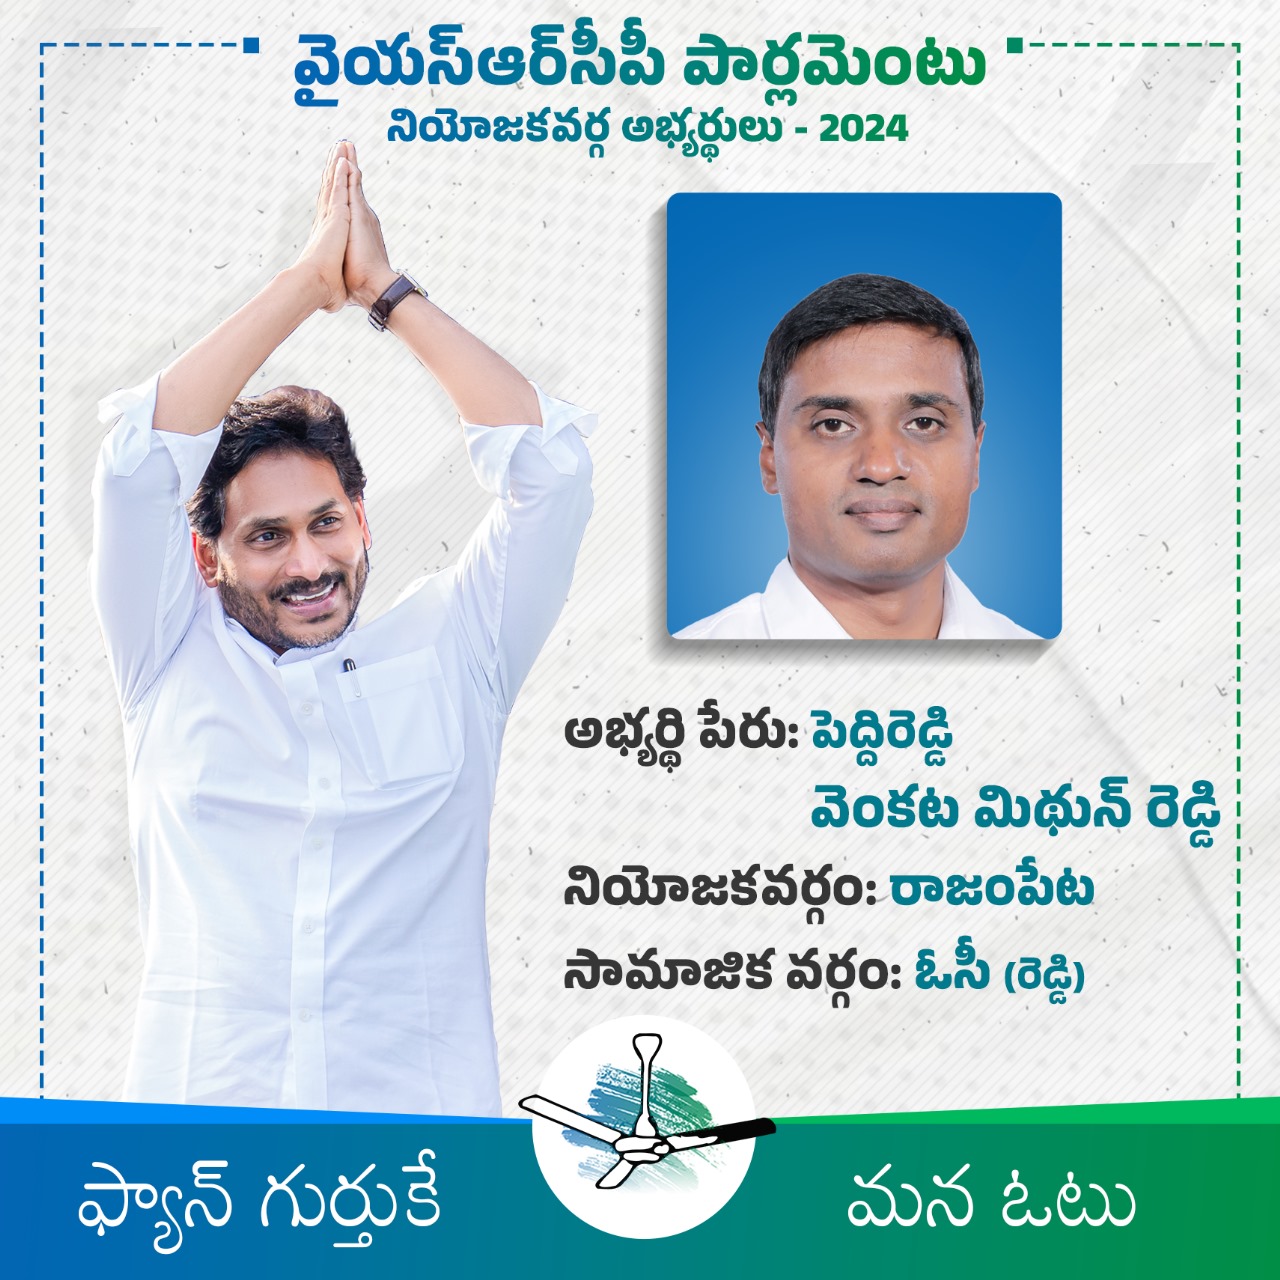 వైయస్ఆర్‌సీపీ పార్లమెంటు
నియోజకవర్గ అభ్యర్థులు - 2024
అభ్యర్థి పేరు: పెద్దిరెడ్డి
వెంకట మిథున్ రెడ్డి
నియోజకవర్గం: రాజంపేట
సామాజిక వర్గం: ఓసీ (రెడ్డి)
ఫ్యాన్ గుర్తుకే మన ఓటు